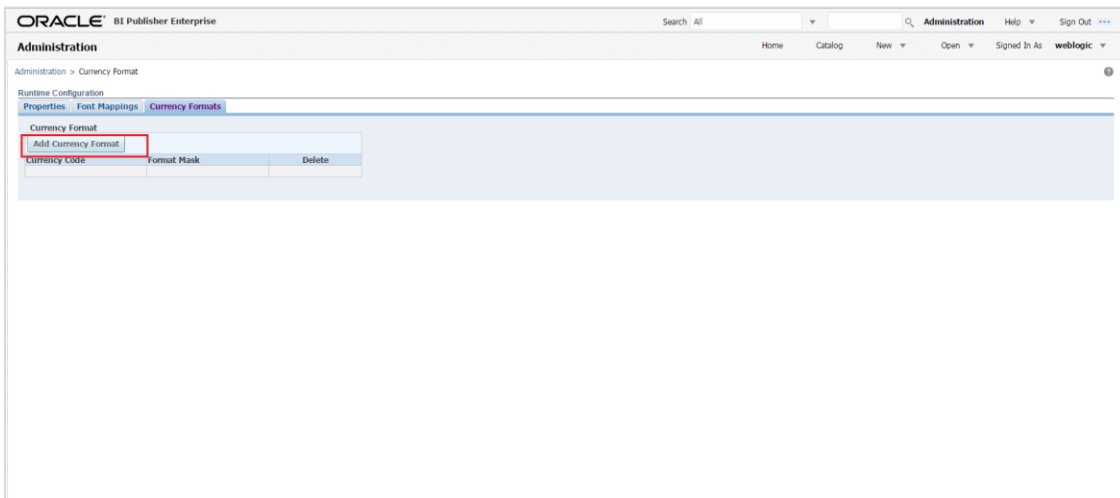 ORACLE BI Publisher Enterprise Search All Administration Help Sign Out
Administration Home Catalog New Open Signed In As weblogic
Administration > Currency Format
Runtime Configuration
Properties Font Mappings Currency Formats
Currency Format
Add Currency Format
Currency Code Format Mask Delete